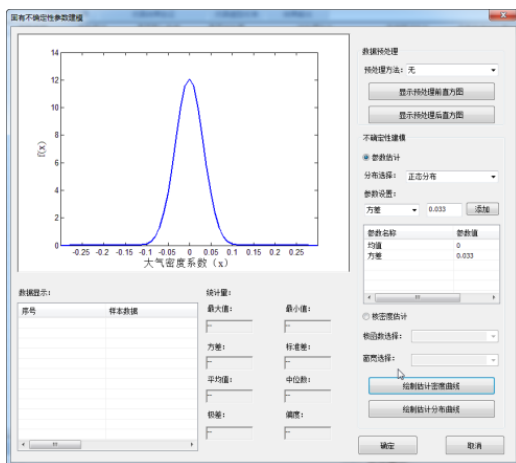 固有不确定性参数建模
14
12
10
8
6
4
2
0
f(x)
-0.25 -0.2 -0.15 -0.1 -0.05 0 0.05 0.1 0.15 0.2 0.25
大气密度系数（x）
数据预处理
预处理方法： 无
显示预处理前直方图
显示预处理后直方图
不确定性建模
参数估计
分布选择： 正态分布
参数设置：
方差 0.033 添加
参数名称 参数值
均值 0
方差 0.033
核密度估计
核函数选择：
窗宽选择：
绘制估计密度曲线
绘制估计分布曲线
确定 取消
数据显示：
序号 样本数据
统计量：
最大值： 最小值：
方差： 标准差：
平均值： 中位数：
极差： 偏度：